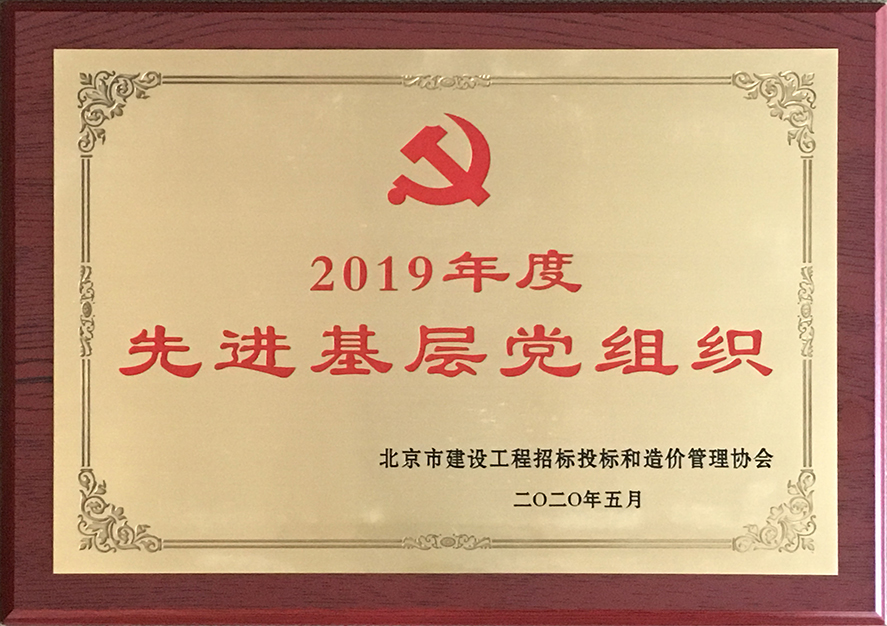 2019年度
先进基层党组织
北京市建设工程招标投标和造价管理协会
二〇二〇年五月